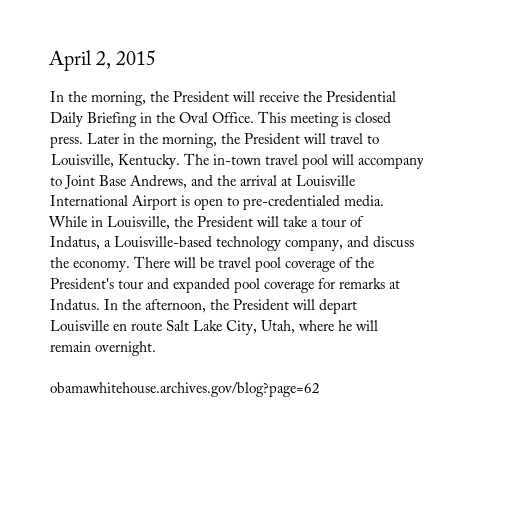 April 2, 2015
In the morning, the President will receive the Presidential
Daily Briefing in the Oval Office. This meeting is closed
press. Later in the morning, the President will travel to
Louisville, Kentucky. The in-town travel pool will accompany
to Joint Base Andrews, and the arrival at Louisville
International Airport is open to pre-credentialed media.
While in Louisville, the President will take a tour of
Indatus, a Louisville-based technology company, and discuss
the economy. There will be travel pool coverage of the
President's tour and expanded pool coverage for remarks at
Indatus. In the afternoon, the President will depart
Louisville en route Salt Lake City, Utah, where he will
remain overnight.
obamawhitehouse.archives.gov/blog?page=62